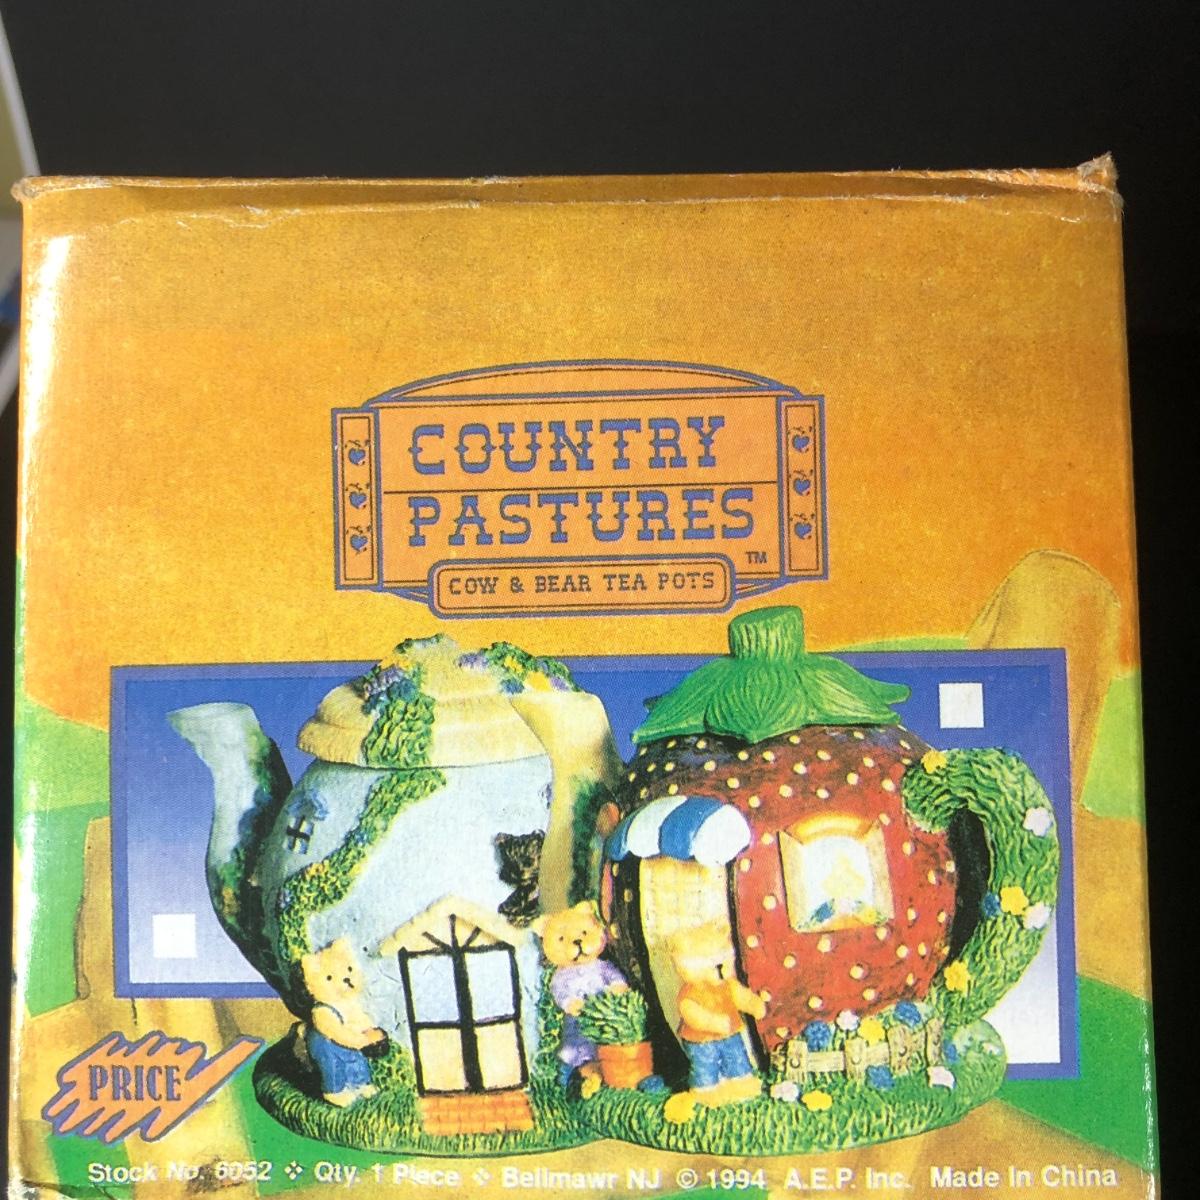 COUNTRY
PASTURES
TM
COW & BEAR TEA POTS
PRICE
Stock No. 6052 ❖ Qty. 1 Piece ❖ Bellmawr NJ © 1994 A.E.P. Inc. Made In China